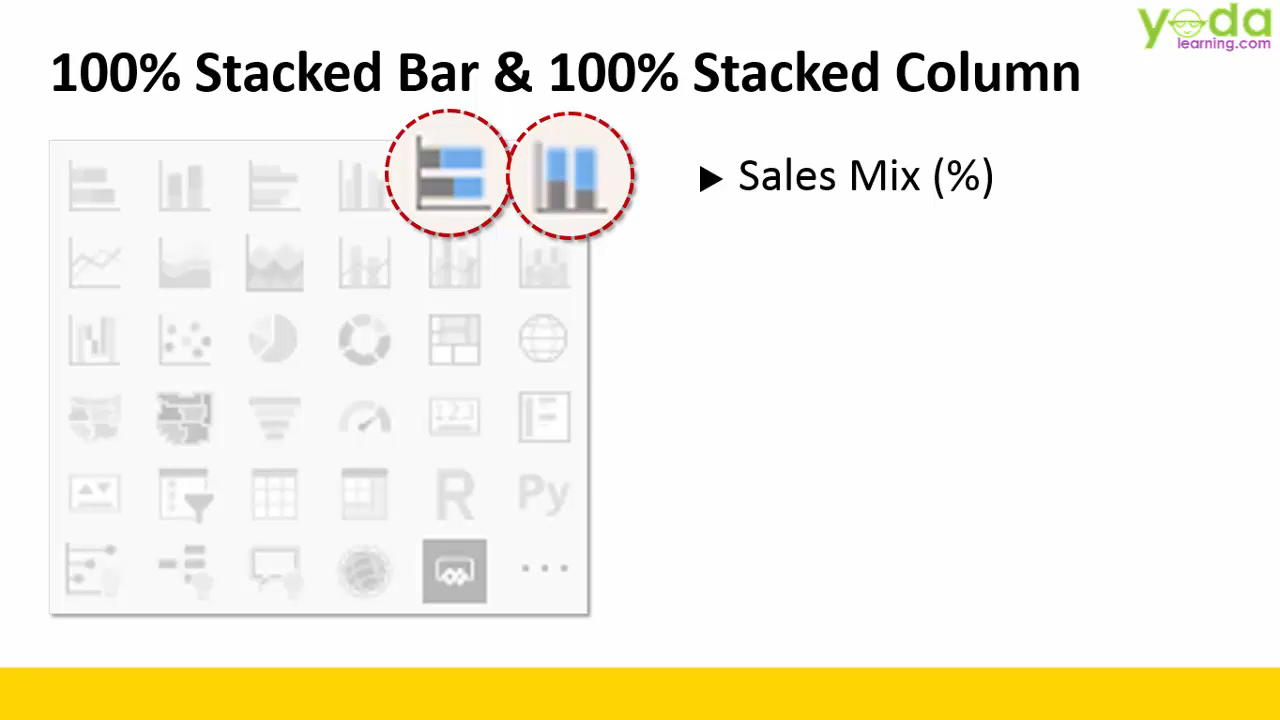 yoda
learning.com
100% Stacked Bar & 100% Stacked Column
▶ Sales Mix (%)
123
R
Py
...